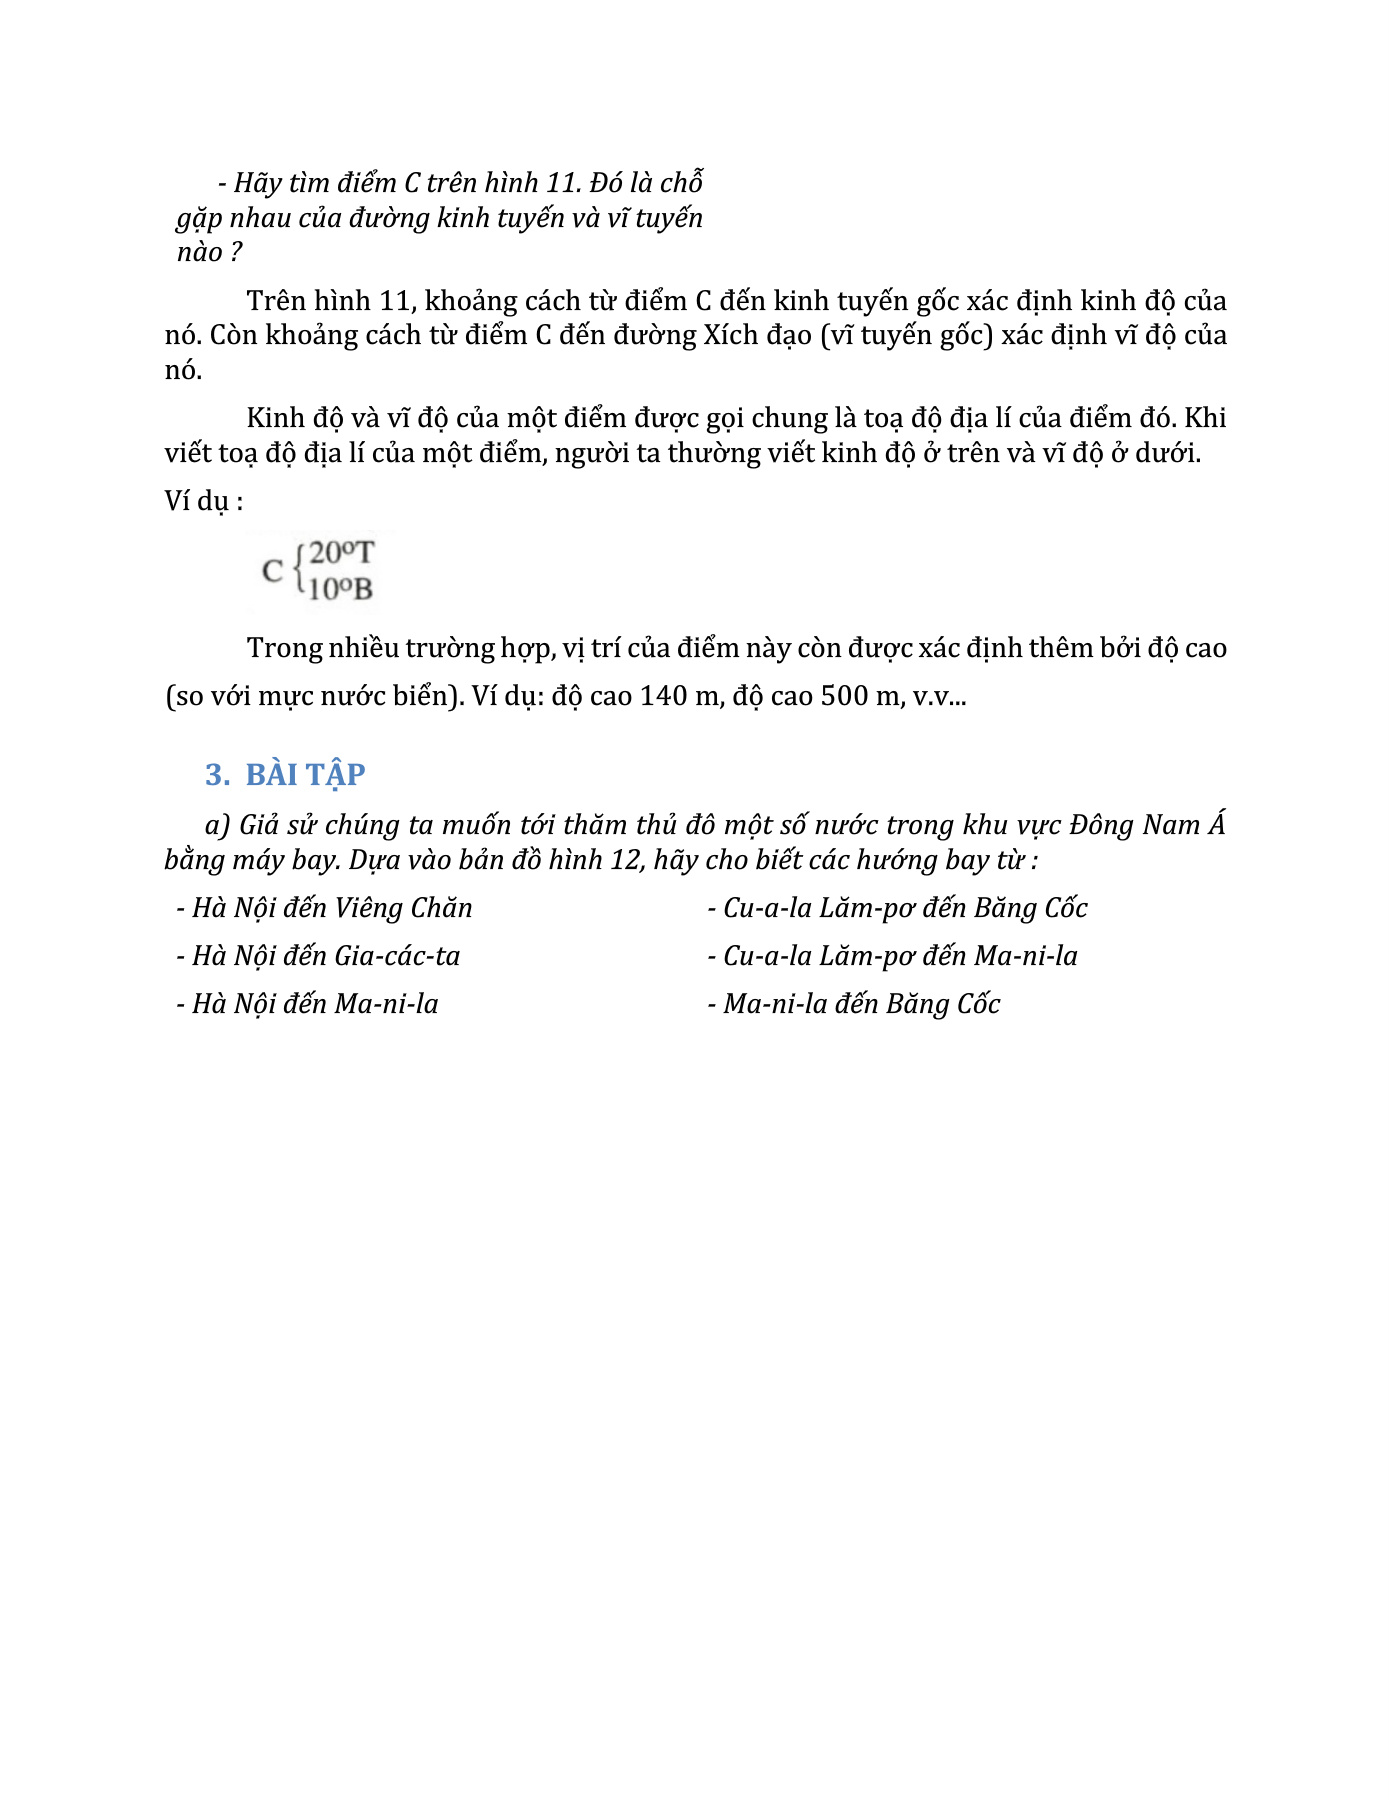 - Hãy tìm điểm C trên hình 11. Đó là chỗ
gặp nhau của đường kinh tuyến và vĩ tuyến
nào ?
Trên hình 11, khoảng cách từ điểm C đến kinh tuyến gốc xác định kinh độ của
nó. Còn khoảng cách từ điểm C đến đường Xích đạo (vĩ tuyến gốc) xác định vĩ độ của
nó.
Kinh độ và vĩ độ của một điểm được gọi chung là toạ độ địa lí của điểm đó. Khi
viết toạ độ địa lí của một điểm, người ta thường viết kinh độ ở trên và vĩ độ ở dưới.
Ví dụ :
C { 20ºT
10ºB
Trong nhiều trường hợp, vị trí của điểm này còn được xác định thêm bởi độ cao
(so với mực nước biển). Ví dụ: độ cao 140 m, độ cao 500 m, v.v...
3. BÀI TẬP
a) Giả sử chúng ta muốn tới thăm thủ đô một số nước trong khu vực Đông Nam Á
bằng máy bay. Dựa vào bản đồ hình 12, hãy cho biết các hướng bay từ :
- Hà Nội đến Viêng Chăn - Cu-a-la Lăm-pơ đến Băng Cốc
- Hà Nội đến Gia-các-ta - Cu-a-la Lăm-pơ đến Ma-ni-la
- Hà Nội đến Ma-ni-la - Ma-ni-la đến Băng Cốc